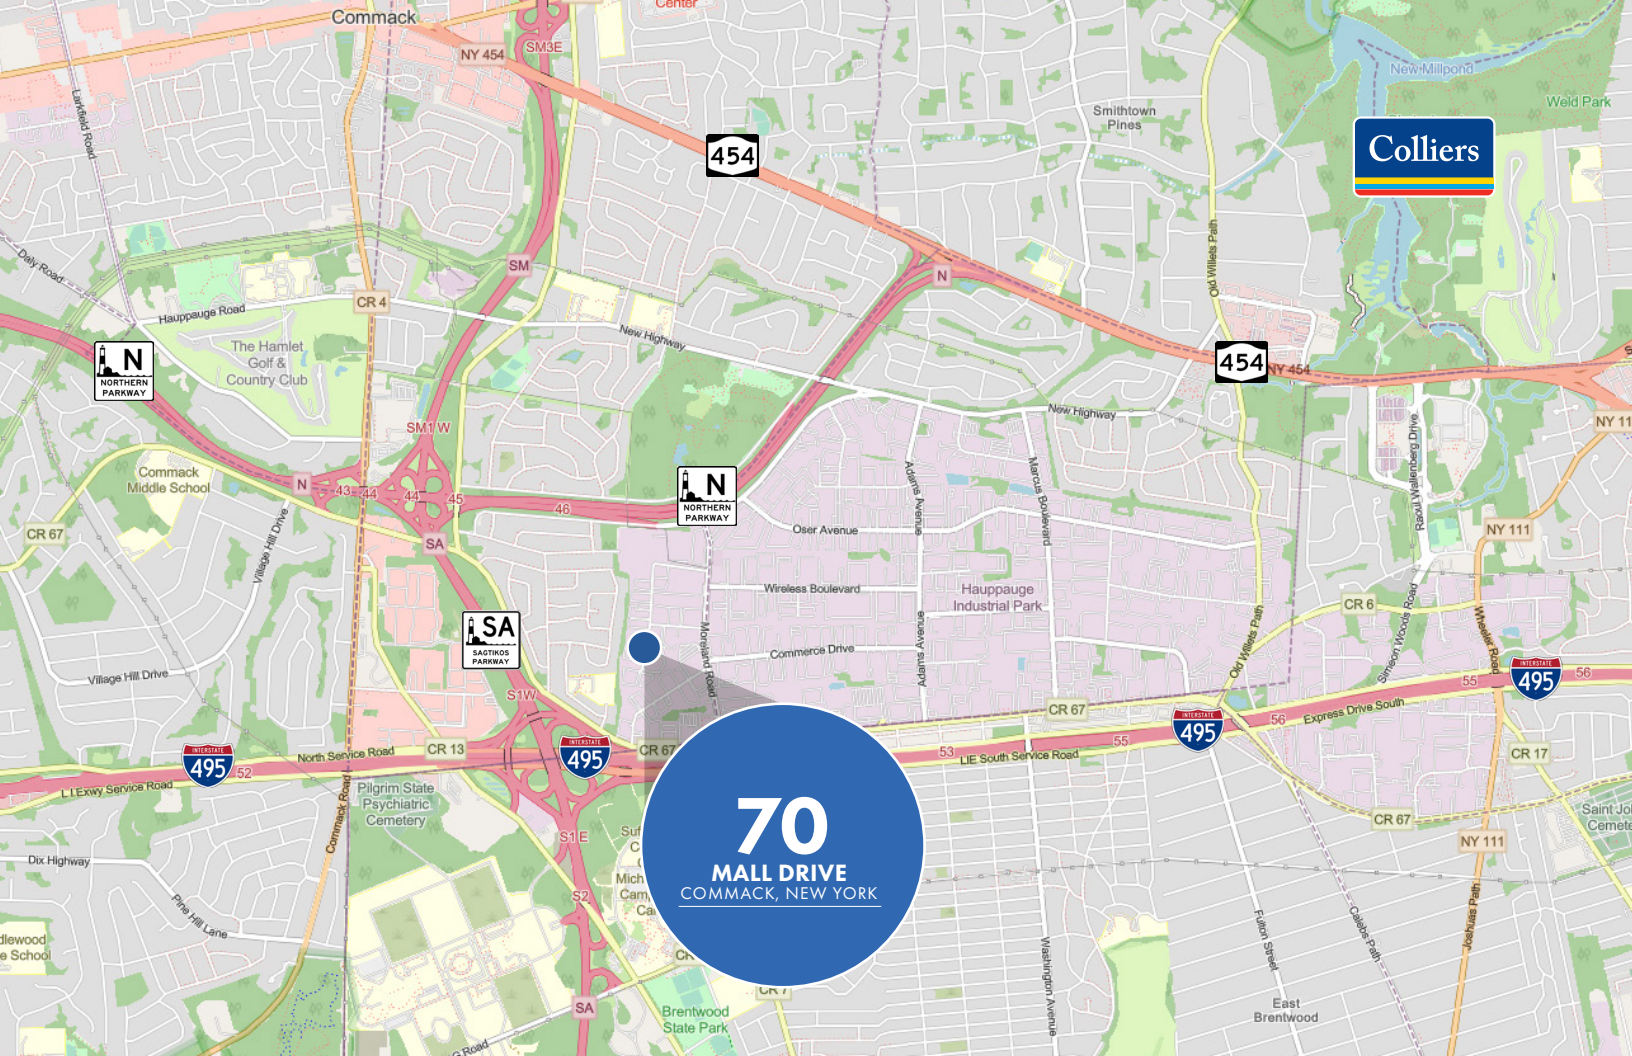 Center
Commack
NY 454
SM3E
New Millpond
Weld Park
Larkfield Road
Smithtown
Pines
454
Colliers
Old Willets Path
Daly Road
SM
N
CR 4
Hauppauge Road
New Highway
The Hamlet
Golf &
Country Club
N
NORTHERN
PARKWAY
454
NY 454
New Highway
SM1 W
NY 11
Raoul Wallenberg Drive
Commack
Middle School
N
43
44
44
45
46
N
NORTHERN
PARKWAY
Adams Avenue
Marcus Boulevard
Oser Avenue
CR 67
SA
NY 111
Village Hill Drive
Wireless Boulevard
Hauppauge
Industrial Park
CR 6
Simeon Woods Road
Wheeler Road
SA
SAGTIKOS
PARKWAY
Moreland Road
Commerce Drive
Adams Avenue
Old Willets Path
Village Hill Drive
S1W
INTERSTATE
495
55
56
CR 67
56
Express Drive South
INTERSTATE
495
North Service Road
CR 13
INTERSTATE
495
CR 67
53
55
LIE South Service Road
CR 17
INTERSTATE
495
52
L I Exwy Service Road
Commack Road
Pilgrim State
Psychiatric
Cemetery
S1 E
CR 67
Saint Jo
Cemete
Suf
C
Mich
Cam
Ca
70
MALL DRIVE
COMMACK, NEW YORK
NY 111
Dix Highway
Pine Hill Lane
S2
dlewood
e School
Fulton Street
Calebs Path
Joshuas Path
Washington Avenue
CR
CR 7
SA
Brentwood
State Park
East
Brentwood
G Road